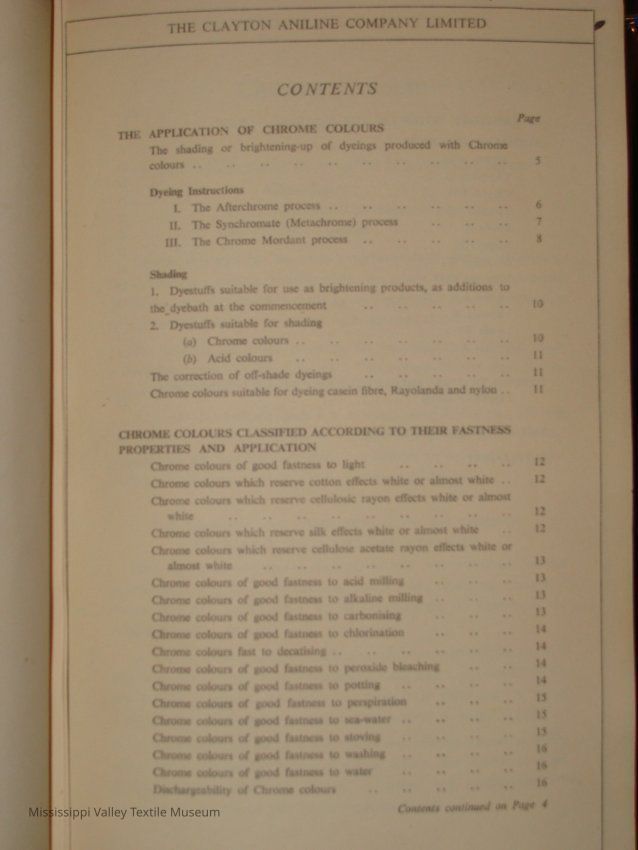 THE CLAYTON ANILINE COMPANY LIMITED
CONTENTS
Page
THE APPLICATION OF CHROME COLOURS
The shading or brightening-up of dyeings produced with Chrome
colours .. .. .. .. .. .. .. .. .. .. 5
Dyeing Instructions
I. The Afterchrome process .. .. .. .. .. .. 6
II. The Synchromate (Metachrome) process .. .. .. 7
III. The Chrome Mordant process .. .. .. .. .. 8
Shading
1. Dyestuffs suitable for use as brightening products, as additions to
the dyebath at the commencement .. .. .. .. .. 10
2. Dyestuffs suitable for shading
(a) Chrome colours .. .. .. .. .. .. .. 10
(b) Acid colours .. .. .. .. .. .. .. 11
The correction of off-shade dyeings .. .. .. .. .. 11
Chrome colours suitable for dyeing casein fibre, Rayolanda and nylon .. 11
CHROME COLOURS CLASSIFIED ACCORDING TO THEIR FASTNESS
PROPERTIES AND APPLICATION
Chrome colours of good fastness to light .. .. .. .. 12
Chrome colours which reserve cotton effects white or almost white .. 12
Chrome colours which reserve cellulosic rayon effects white or almost
white .. .. .. .. .. .. .. .. .. 12
Chrome colours which reserve silk effects white or almost white .. 12
Chrome colours which reserve cellulose acetate rayon effects white or
almost white .. .. .. .. .. .. .. .. 13
Chrome colours of good fastness to acid milling .. .. .. 13
Chrome colours of good fastness to alkaline milling .. .. .. 13
Chrome colours of good fastness to carbonising .. .. .. 13
Chrome colours of good fastness to chlorination .. .. .. 14
Chrome colours fast to decatising .. .. .. .. .. .. 14
Chrome colours of good fastness to peroxide bleaching .. .. 14
Chrome colours of good fastness to potting .. .. .. .. 14
Chrome colours of good fastness to perspiration .. .. .. 15
Chrome colours of good fastness to sea-water .. .. .. .. 15
Chrome colours of good fastness to stoving .. .. .. .. 15
Chrome colours of good fastness to washing .. .. .. .. 16
Chrome colours of good fastness to water .. .. .. .. 16
Dischargeability of Chrome colours .. .. .. .. .. 16
Contents continued on Page 4
Mississippi Valley Textile Museum